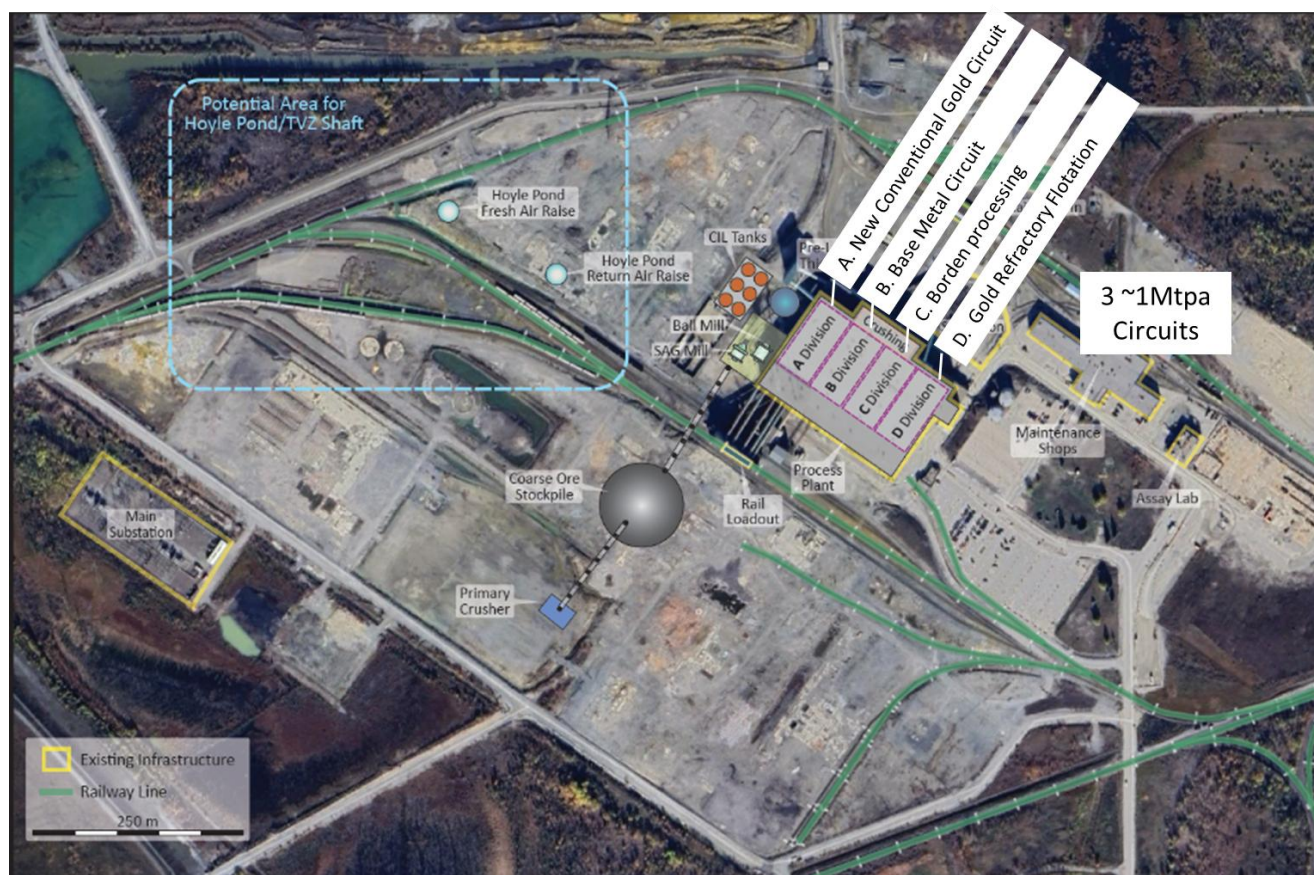 Potential Area for
Hoyle Pond/TVZ Shaft
Hoyle Pond
Fresh Air Raise
Hoyle Pond
Return Air Raise
CIL Tanks
Ball Mill
SAG Mill
A. New Conventional Gold Circuit
B. Base Metal Circuit
C. Borden processing
D. Gold Refractory Flotation
3 ~1Mtpa
Circuits
Crushing
A Division
B Division
C Division
D Division
Maintenance
Shops
Assay Lab
Process
Plant
Rail
Loadout
Coarse Ore
Stockpile
Main
Substation
Primary
Crusher
Existing Infrastructure
Railway Line
250 m